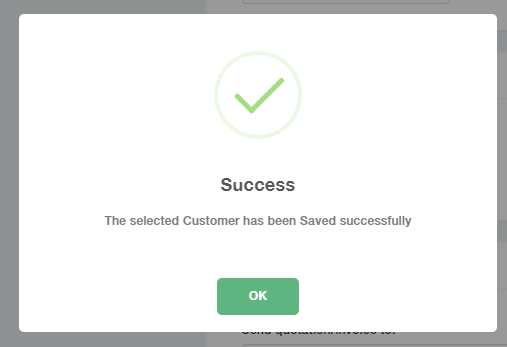 Success
The selected Customer has been Saved successfully
OK
Send quotation/invoice to: